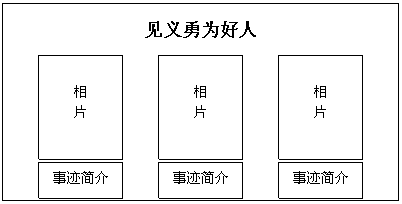 见义勇为好人
相 相 相
片 片 片
事迹简介 事迹简介 事迹简介